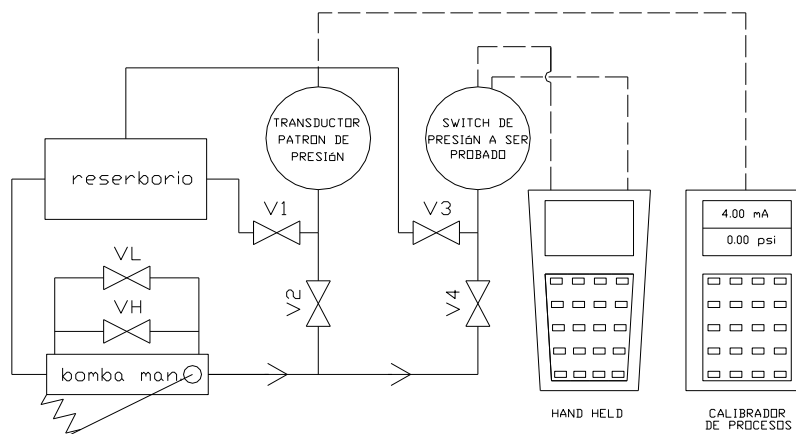 TRANSDUCTOR
PATRON DE
PRESIóN
SWITCH DE
PRESIóN A SER
PROBADO
reserborio
V1
V3
4.00 mA
0.00 psi
VL
VH
V2
V4
bomba man.
HAND HELD
CALIBRADOR
DE PROCESOS